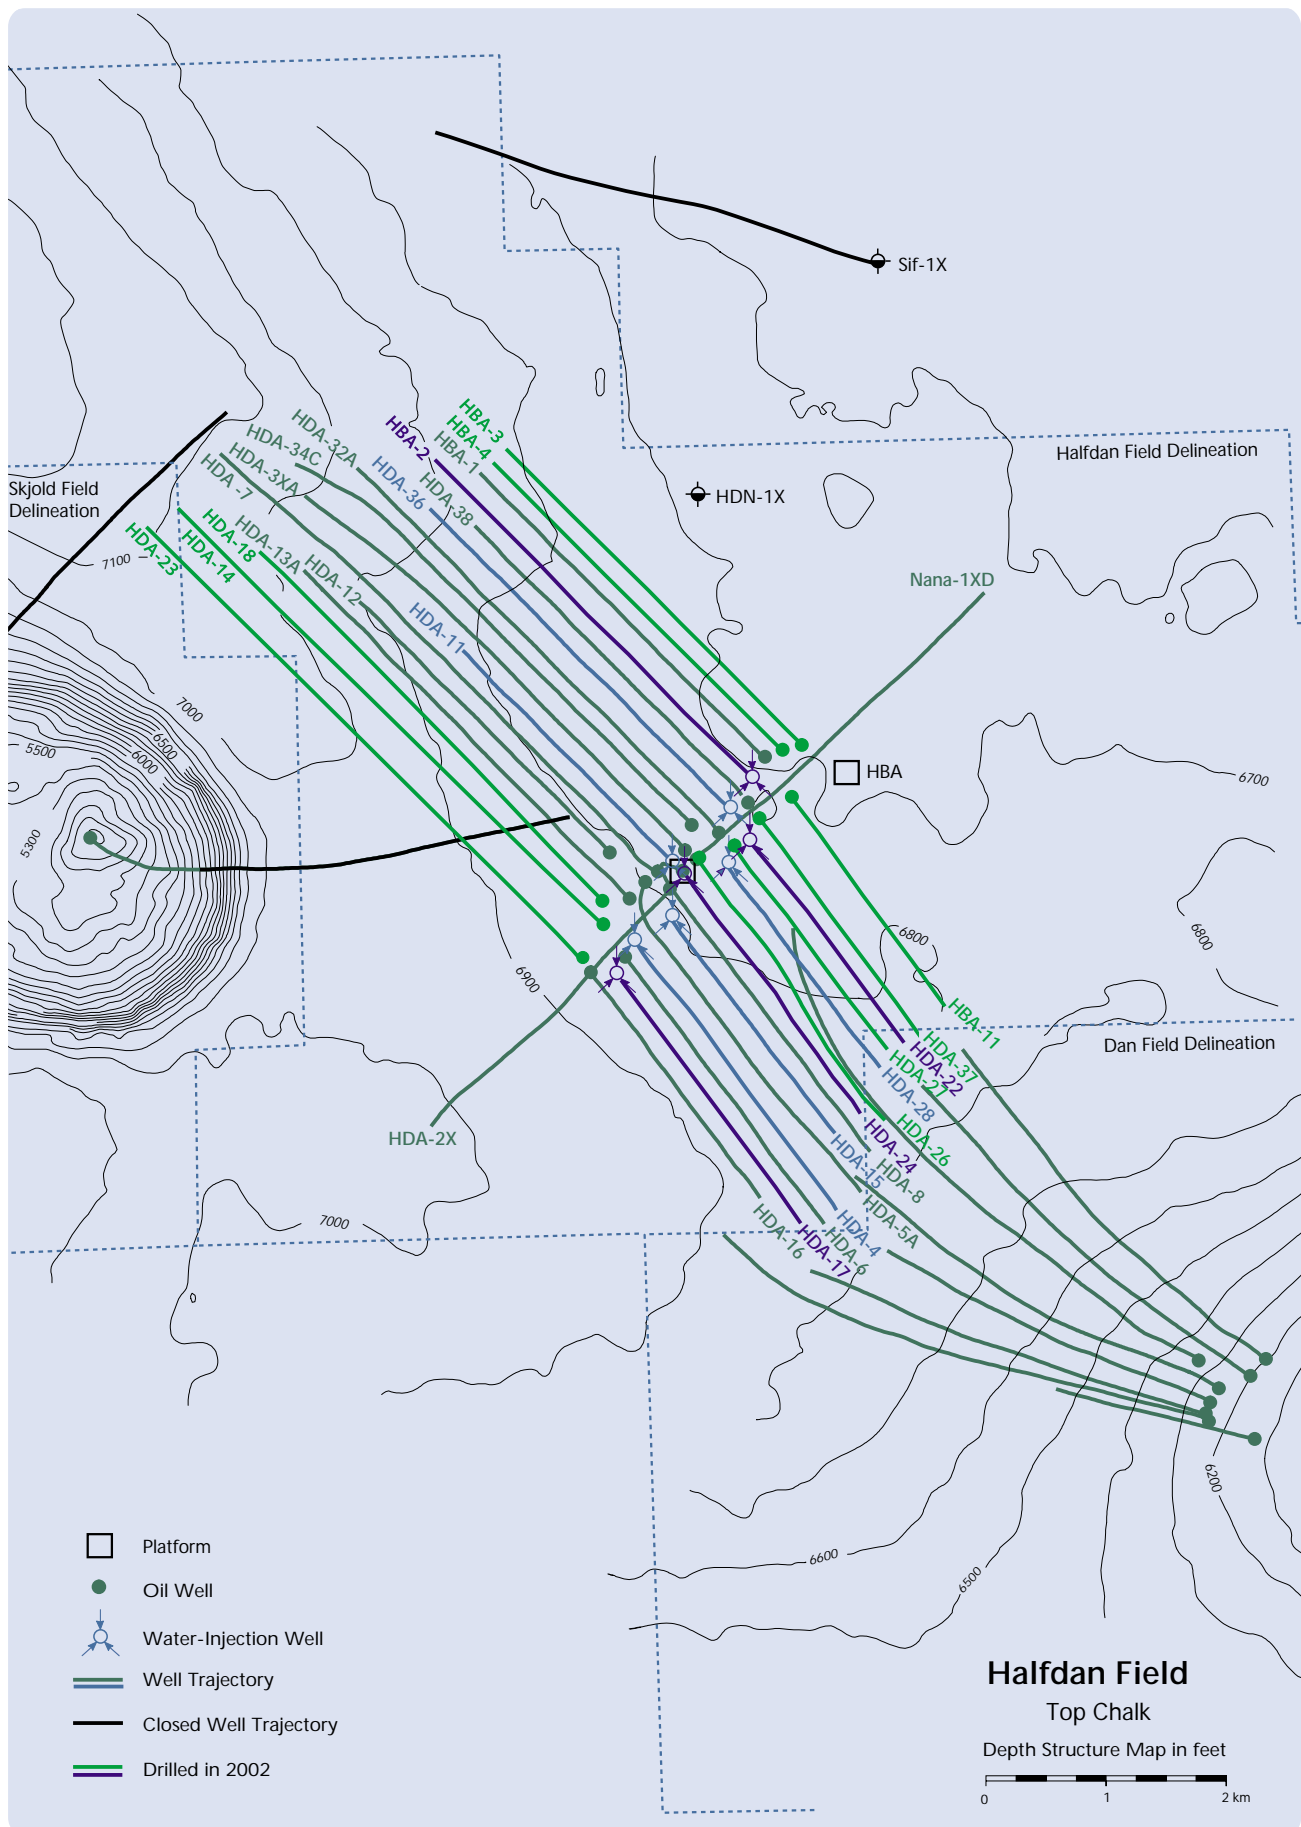 Sif-1X
HBA-3
HBA-4
HBA-1
HBA-2
HDA-32A
HDA-34C
HDA-3XA
HDA -7
HDA-36
HDA-38
Halfdan Field Delineation
Skjold Field
Delineation
HDN-1X
HDA-23
HDA-14
HDA-18
HDA-13A
HDA-12
HDA-11
7100
Nana-1XD
7000
6500
6000
5500
5300
HBA
6700
6800
6800
6900
HBA-11
HDA-37
HDA-22
HDA-27
HDA-28
HDA-26
Dan Field Delineation
HDA-2X
HDA-24
HDA-15
HDA-8
HDA-5A
HDA-4
HDA-6
HDA-17
HDA-16
7000
6200
6600
6500
Platform
Oil Well
Water-Injection Well
Well Trajectory
Closed Well Trajectory
Drilled in 2002
Halfdan Field
Top Chalk
Depth Structure Map in feet
0 1 2 km